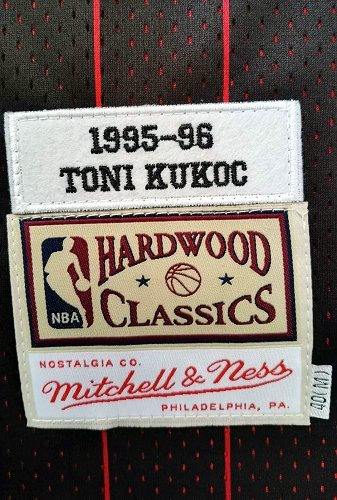 1995-96
TONI KUKOC
HARDWOOD
CLASSICS
NBA
NOSTALGIA CO.
Mitchell & Ness
PHILADELPHIA, PA.
40(M)